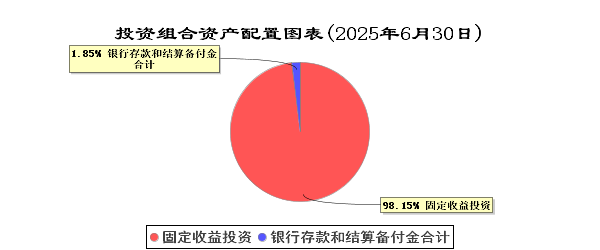 投资组合资产配置图表(2025年6月30日)
1.85% 银行存款和结算备付金
合计
98.15% 固定收益投资
固定收益投资 银行存款和结算备付金合计